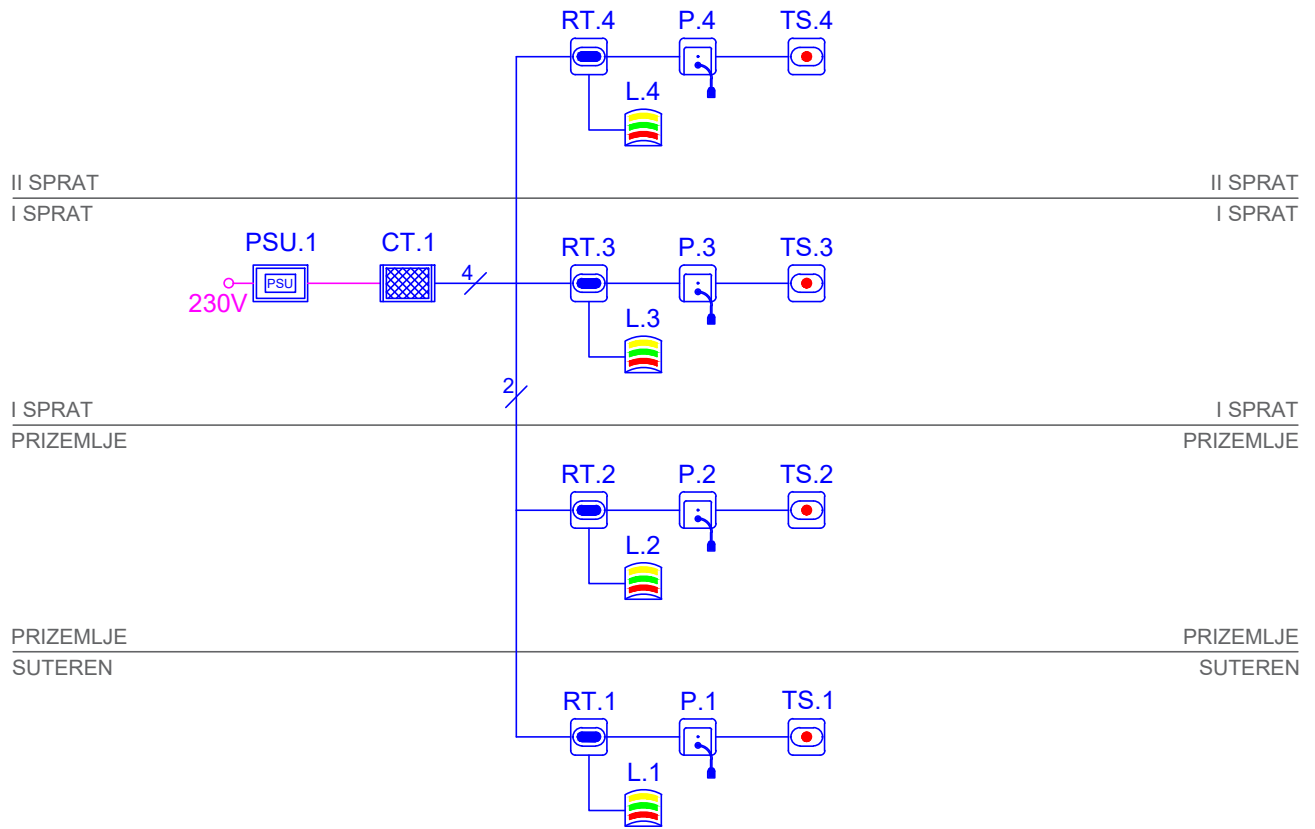 RT.4 P.4 TS.4
L.4
II SPRAT II SPRAT
I SPRAT I SPRAT
PSU.1 CT.1 RT.3 P.3 TS.3
PSU 4
230V
L.3
2
I SPRAT I SPRAT
PRIZEMLJE PRIZEMLJE
RT.2 P.2 TS.2
L.2
PRIZEMLJE PRIZEMLJE
SUTEREN SUTEREN
RT.1 P.1 TS.1
L.1